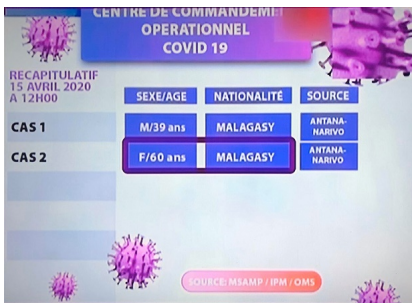 CENTRE DE COMMANDEMENT
OPERATIONNEL
COVID 19
RECAPITULATIF
15 AVRIL 2020
A 12H00
SEXE/AGE NATIONALITÉ SOURCE
CAS 1 M/39 ans MALAGASY ANTANA-
NARIVO
CAS 2 F/60 ans MALAGASY ANTANA-
NARIVO
SOURCE: MSAMP / IPM / OMS